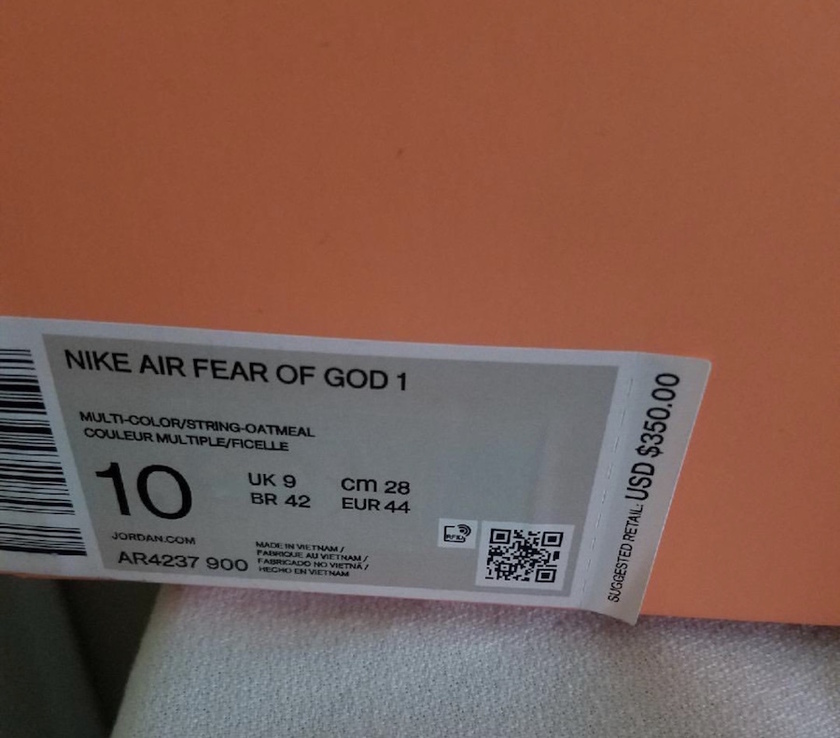 NIKE AIR FEAR OF GOD 1
MULTI-COLOR/STRING-OATMEAL
COULEUR MULTIPLE/FICELLE
10
UK 9
cm 28
BR 42
EUR 44
JORDAN.COM
AR4237 900
MADE IN VIETNAM /
FABRIQUE AU VIETNAM /
FABRICADO NO VIETNÃ /
HECHO EN VIETNAM
RFID
SUGGESTED RETAIL: USD $350.00